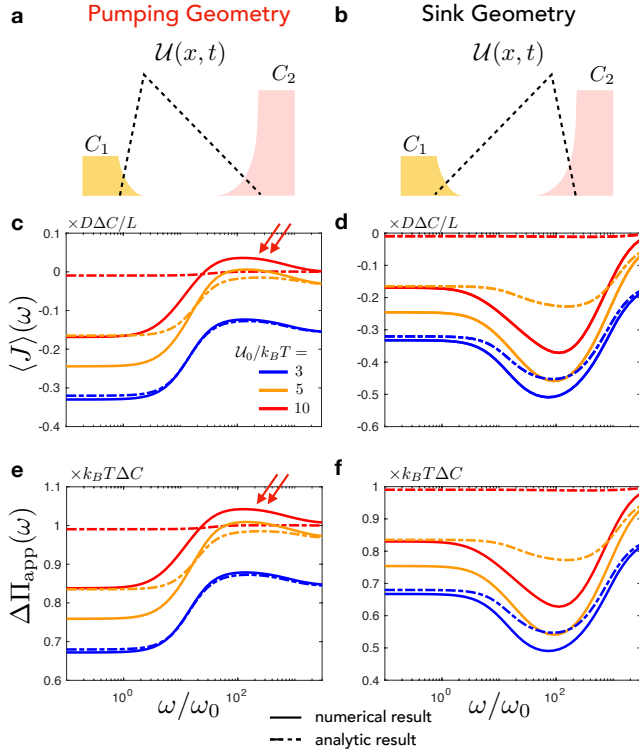 a Pumping Geometry b Sink Geometry
𝒰(x, t) 𝒰(x, t)
C₂ C₂
C₁ C₁
c ×DΔC/L d ×DΔC/L
⟨J⟩(ω)
0.1
0
-0.1
-0.2
-0.3
-0.4
𝒰₀/k_BT =
3
5
10
0
-0.1
-0.2
-0.3
-0.4
-0.5
-0.6
e ×k_BTΔC f ×k_BTΔC
ΔΠ_app(ω)
1.1
1
0.9
0.8
0.7
0.6
1
0.9
0.8
0.7
0.6
0.5
0.4
10⁰ 10² 10⁰ 10²
ω/ω₀ ω/ω₀
numerical result
analytic result